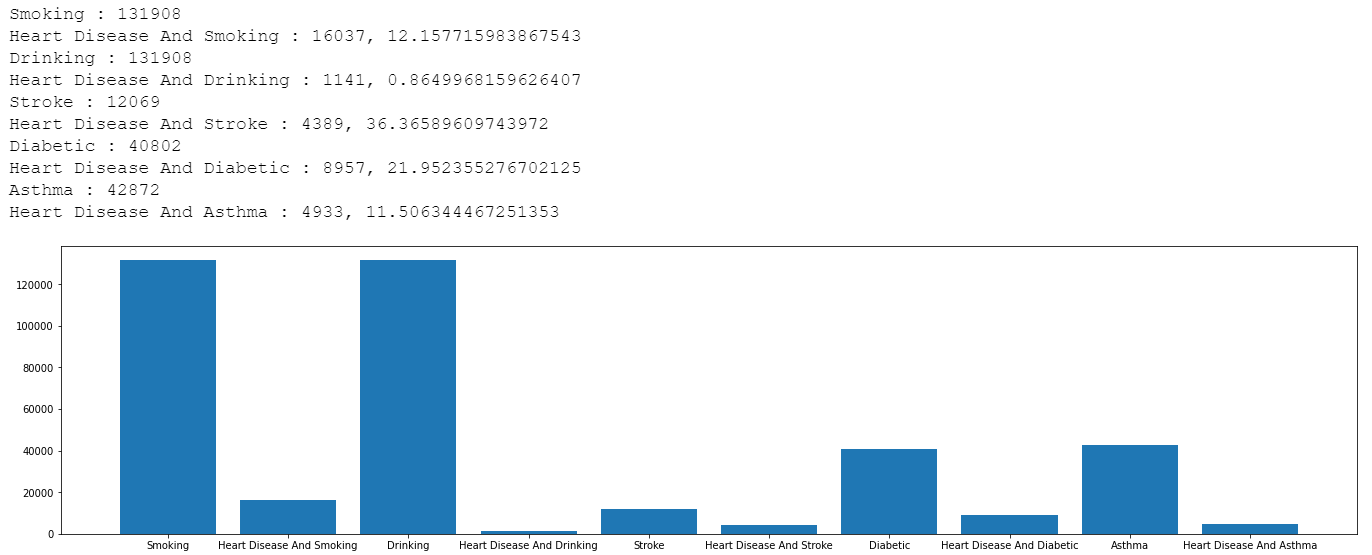 Smoking : 131908
Heart Disease And Smoking : 16037, 12.157715983867543
Drinking : 131908
Heart Disease And Drinking : 1141, 0.8649968159626407
Stroke : 12069
Heart Disease And Stroke : 4389, 36.36589609743972
Diabetic : 40802
Heart Disease And Diabetic : 8957, 21.952355276702125
Asthma : 42872
Heart Disease And Asthma : 4933, 11.506344467251353
120000
100000
80000
60000
40000
20000
0
Smoking Heart Disease And Smoking Drinking Heart Disease And Drinking Stroke Heart Disease And Stroke Diabetic Heart Disease And Diabetic Asthma Heart Disease And Asthma